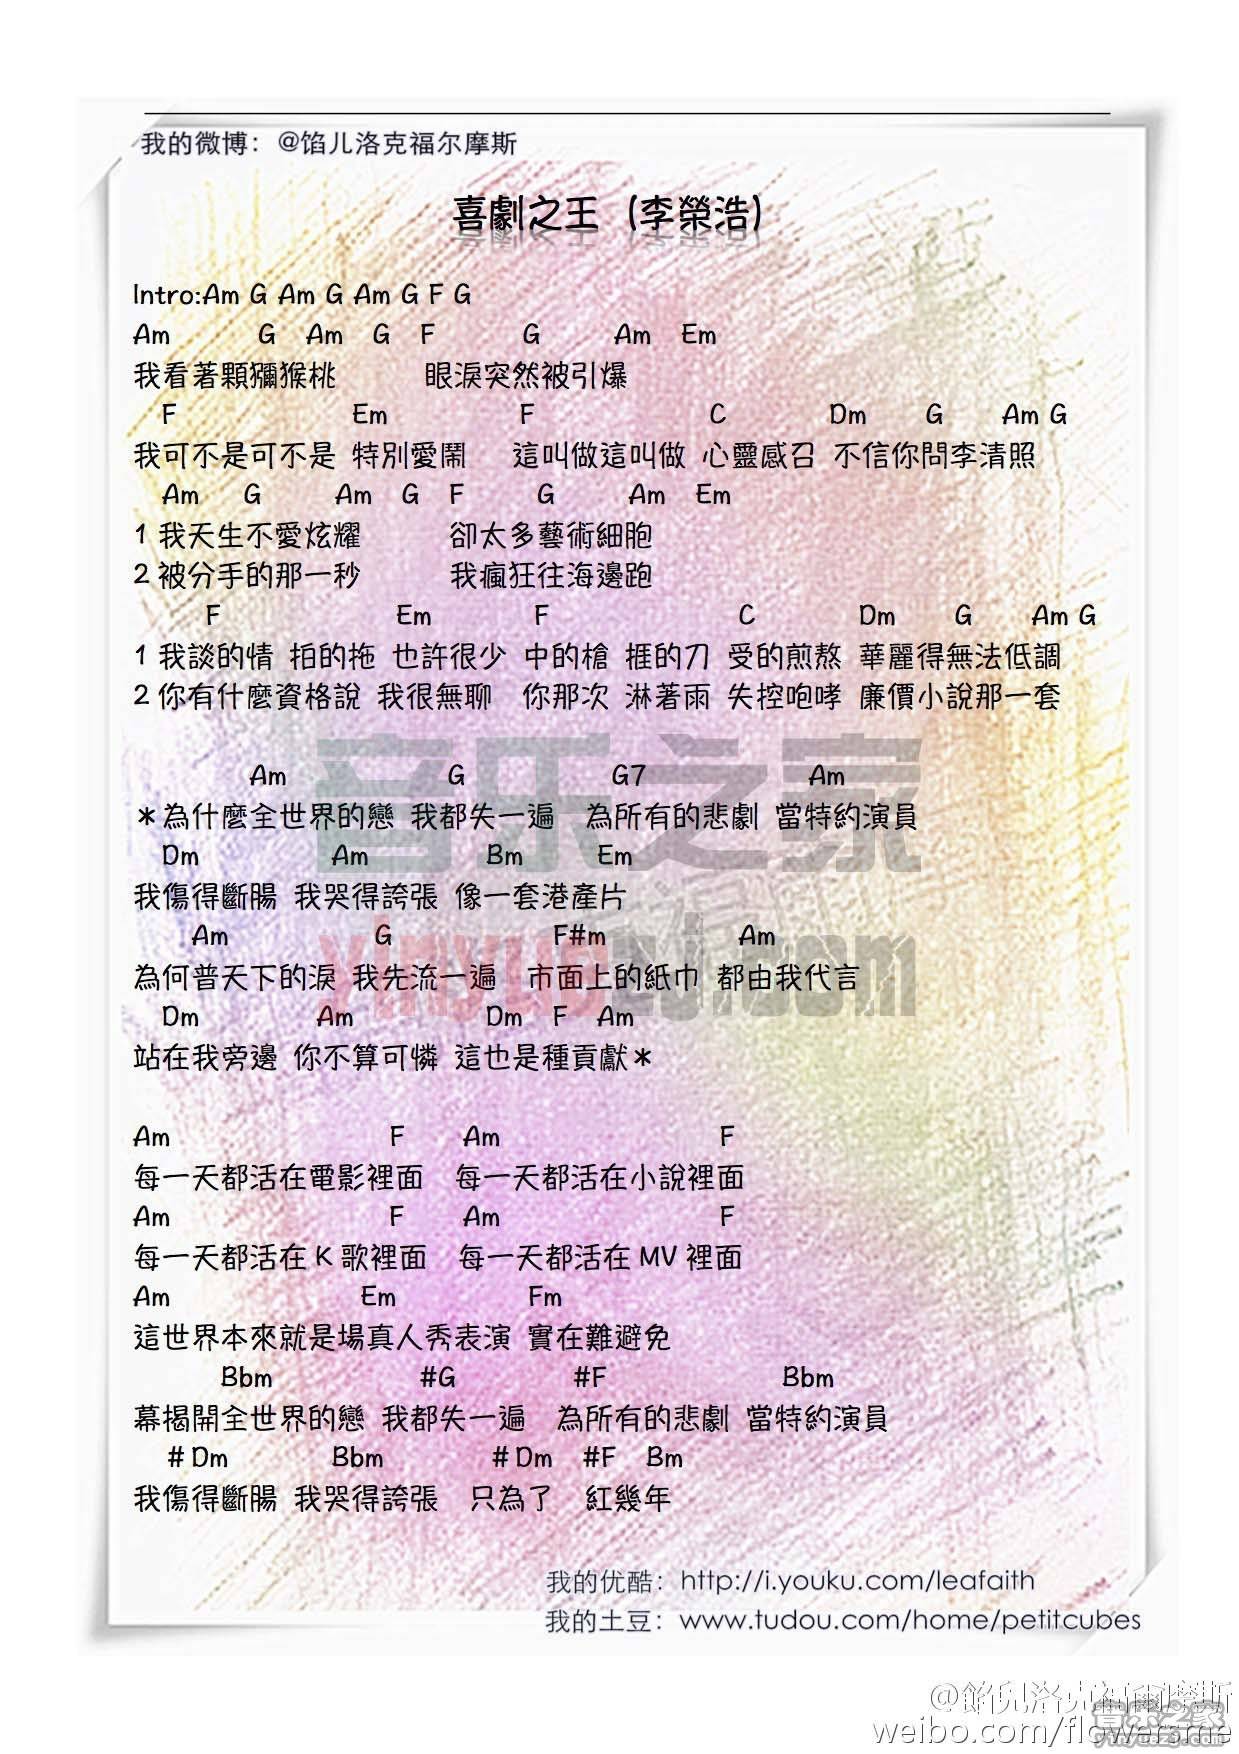 我的微博：@馅儿洛克福尔摩斯
喜劇之王 (李榮浩)
Intro:Am G Am G Am G F G
Am G Am G F G Am Em
我看著顆獼猴桃 眼淚突然被引爆
F Em F C Dm G Am G
我可不是可不是 特別愛鬧 這叫做這叫做 心靈感召 不信你問李清照
Am G Am G F G Am Em
1 我天生不愛炫耀 卻太多藝術細胞
2 被分手的那一秒 我瘋狂往海邊跑
F Em F C Dm G Am G
1 我談的情 拍的拖 也許很少 中的槍 捱的刀 受的煎熬 華麗得無法低調
2 你有什麼資格說 我很無聊 你那次 淋著雨 失控咆哮 廉價小說那一套
音乐之家
Am G G7 Am
＊為什麼全世界的戀 我都失一遍 為所有的悲劇 當特約演員
Dm Am Bm Em
我傷得斷腸 我哭得誇張 像一套港產片
yinyuezj.com
Am G F#m Am
為何普天下的淚 我先流一遍 市面上的紙巾 都由我代言
Dm Am Dm F Am
站在我旁邊 你不算可憐 這也是種貢獻＊
Am F Am F
每一天都活在電影裡面 每一天都活在小說裡面
Am F Am F
每一天都活在 K 歌裡面 每一天都活在 MV 裡面
Am Em Fm
這世界本來就是場真人秀表演 實在難避免
Bbm #G #F Bbm
幕揭開全世界的戀 我都失一遍 為所有的悲劇 當特約演員
# Dm Bbm # Dm #F Bm
我傷得斷腸 我哭得誇張 只為了 紅幾年
我的优酷：http://i.youku.com/leafaith
我的土豆：www.tudou.com/home/petitcubes
@餡兒洛克福爾摩斯
weibo.com/flowersme
音乐之家